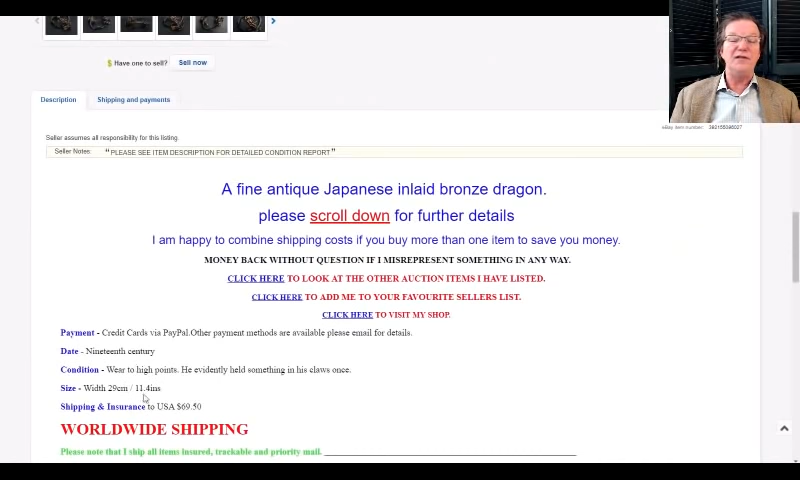 Have one to sell? Sell now
Description Shipping and payments
eBay item number: 392155098027
Seller assumes all responsibility for this listing.
Seller Notes: “PLEASE SEE ITEM DESCRIPTION FOR DETAILED CONDITION REPORT”
A fine antique Japanese inlaid bronze dragon.
please scroll down for further details
I am happy to combine shipping costs if you buy more than one item to save you money.
MONEY BACK WITHOUT QUESTION IF I MISREPRESENT SOMETHING IN ANY WAY.
CLICK HERE TO LOOK AT THE OTHER AUCTION ITEMS I HAVE LISTED.
CLICK HERE TO ADD ME TO YOUR FAVOURITE SELLERS LIST.
CLICK HERE TO VISIT MY SHOP.
Payment - Credit Cards via PayPal.Other payment methods are available please email for details.
Date - Nineteenth century
Condition - Wear to high points. He evidently held something in his claws once.
Size - Width 29cm / 11.4ins
Shipping & Insurance to USA $69.50
WORLDWIDE SHIPPING
Please note that I ship all items insured, trackable and priority mail.